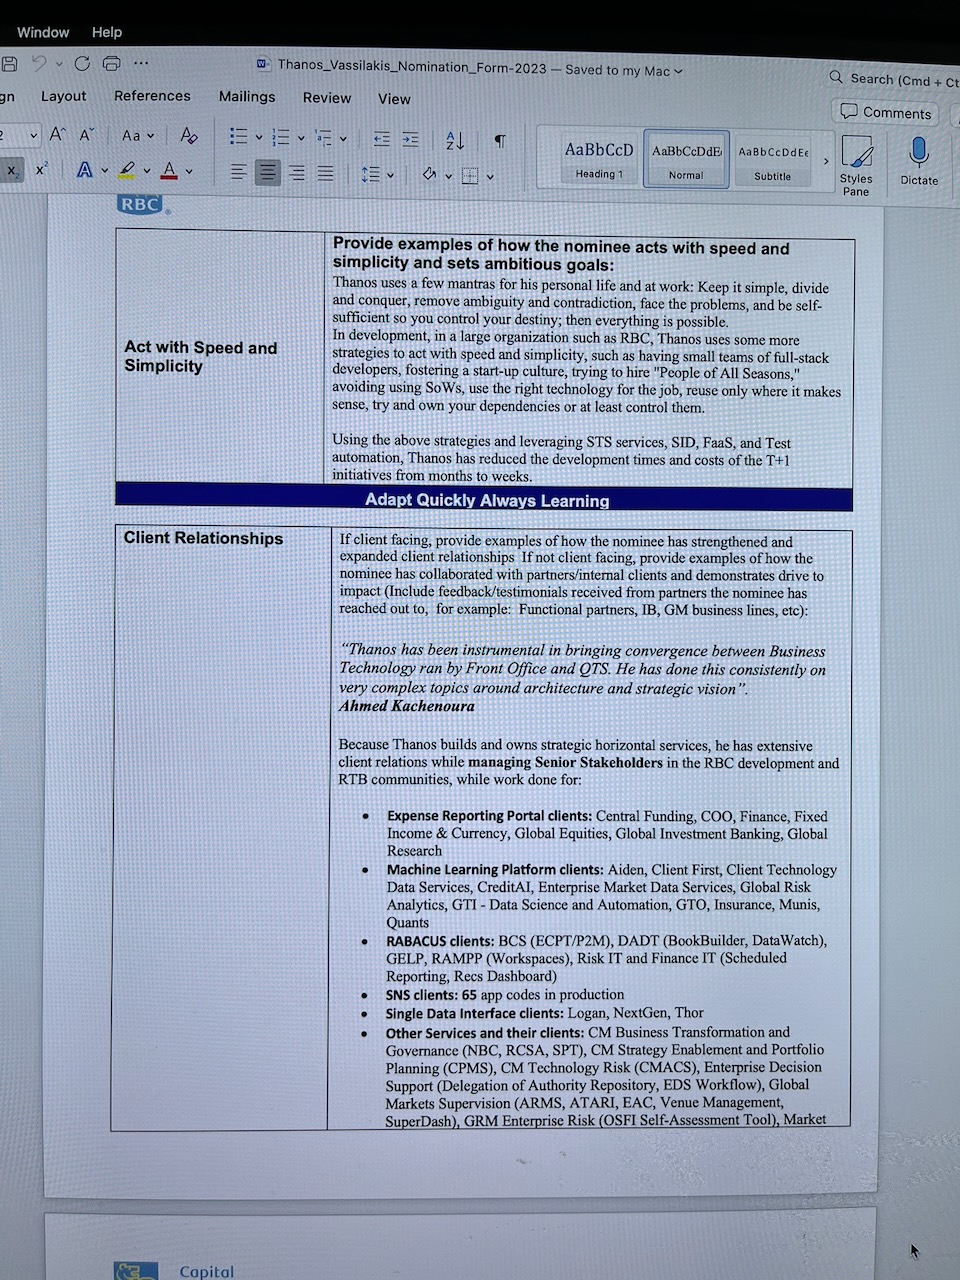 Window Help
Thanos_Vassilakis_Nomination_Form-2023 — Saved to my Mac
Search (Cmd + Ct
gn Layout References Mailings Review View
Comments
2 A A Aa A
AaBbCcD AaBbCcDdE AaBbCcDdEe
Heading 1 Normal Subtitle
Styles
Pane
Dictate
x x² A A
RBC
Provide examples of how the nominee acts with speed and
simplicity and sets ambitious goals:
Thanos uses a few mantras for his personal life and at work: Keep it simple, divide
and conquer, remove ambiguity and contradiction, face the problems, and be self-
sufficient so you control your destiny; then everything is possible.
In development, in a large organization such as RBC, Thanos uses some more
strategies to act with speed and simplicity, such as having small teams of full-stack
developers, fostering a start-up culture, trying to hire "People of All Seasons,"
avoiding using SoWs, use the right technology for the job, reuse only where it makes
sense, try and own your dependencies or at least control them.
Act with Speed and
Simplicity
Using the above strategies and leveraging STS services, SID, FaaS, and Test
automation, Thanos has reduced the development times and costs of the T+1
initiatives from months to weeks.
Adapt Quickly Always Learning
Client Relationships
If client facing, provide examples of how the nominee has strengthened and
expanded client relationships If not client facing, provide examples of how the
nominee has collaborated with partners/internal clients and demonstrates drive to
impact (Include feedback/testimonials received from partners the nominee has
reached out to, for example: Functional partners, IB, GM business lines, etc):
“Thanos has been instrumental in bringing convergence between Business
Technology ran by Front Office and QTS. He has done this consistently on
very complex topics around architecture and strategic vision”.
Ahmed Kachenoura
Because Thanos builds and owns strategic horizontal services, he has extensive
client relations while managing Senior Stakeholders in the RBC development and
RTB communities, while work done for:
• Expense Reporting Portal clients: Central Funding, COO, Finance, Fixed
Income & Currency, Global Equities, Global Investment Banking, Global
Research
• Machine Learning Platform clients: Aiden, Client First, Client Technology
Data Services, CreditAI, Enterprise Market Data Services, Global Risk
Analytics, GTI - Data Science and Automation, GTO, Insurance, Munis,
Quants
• RABACUS clients: BCS (ECPT/P2M), DADT (BookBuilder, DataWatch),
GELP, RAMPP (Workspaces), Risk IT and Finance IT (Scheduled
Reporting, Recs Dashboard)
• SNS clients: 65 app codes in production
• Single Data Interface clients: Logan, NextGen, Thor
• Other Services and their clients: CM Business Transformation and
Governance (NBC, RCSA, SPT), CM Strategy Enablement and Portfolio
Planning (CPMS), CM Technology Risk (CMACS), Enterprise Decision
Support (Delegation of Authority Repository, EDS Workflow), Global
Markets Supervision (ARMS, ATARI, EAC, Venue Management,
SuperDash), GRM Enterprise Risk (OSFI Self-Assessment Tool), Market
Capital